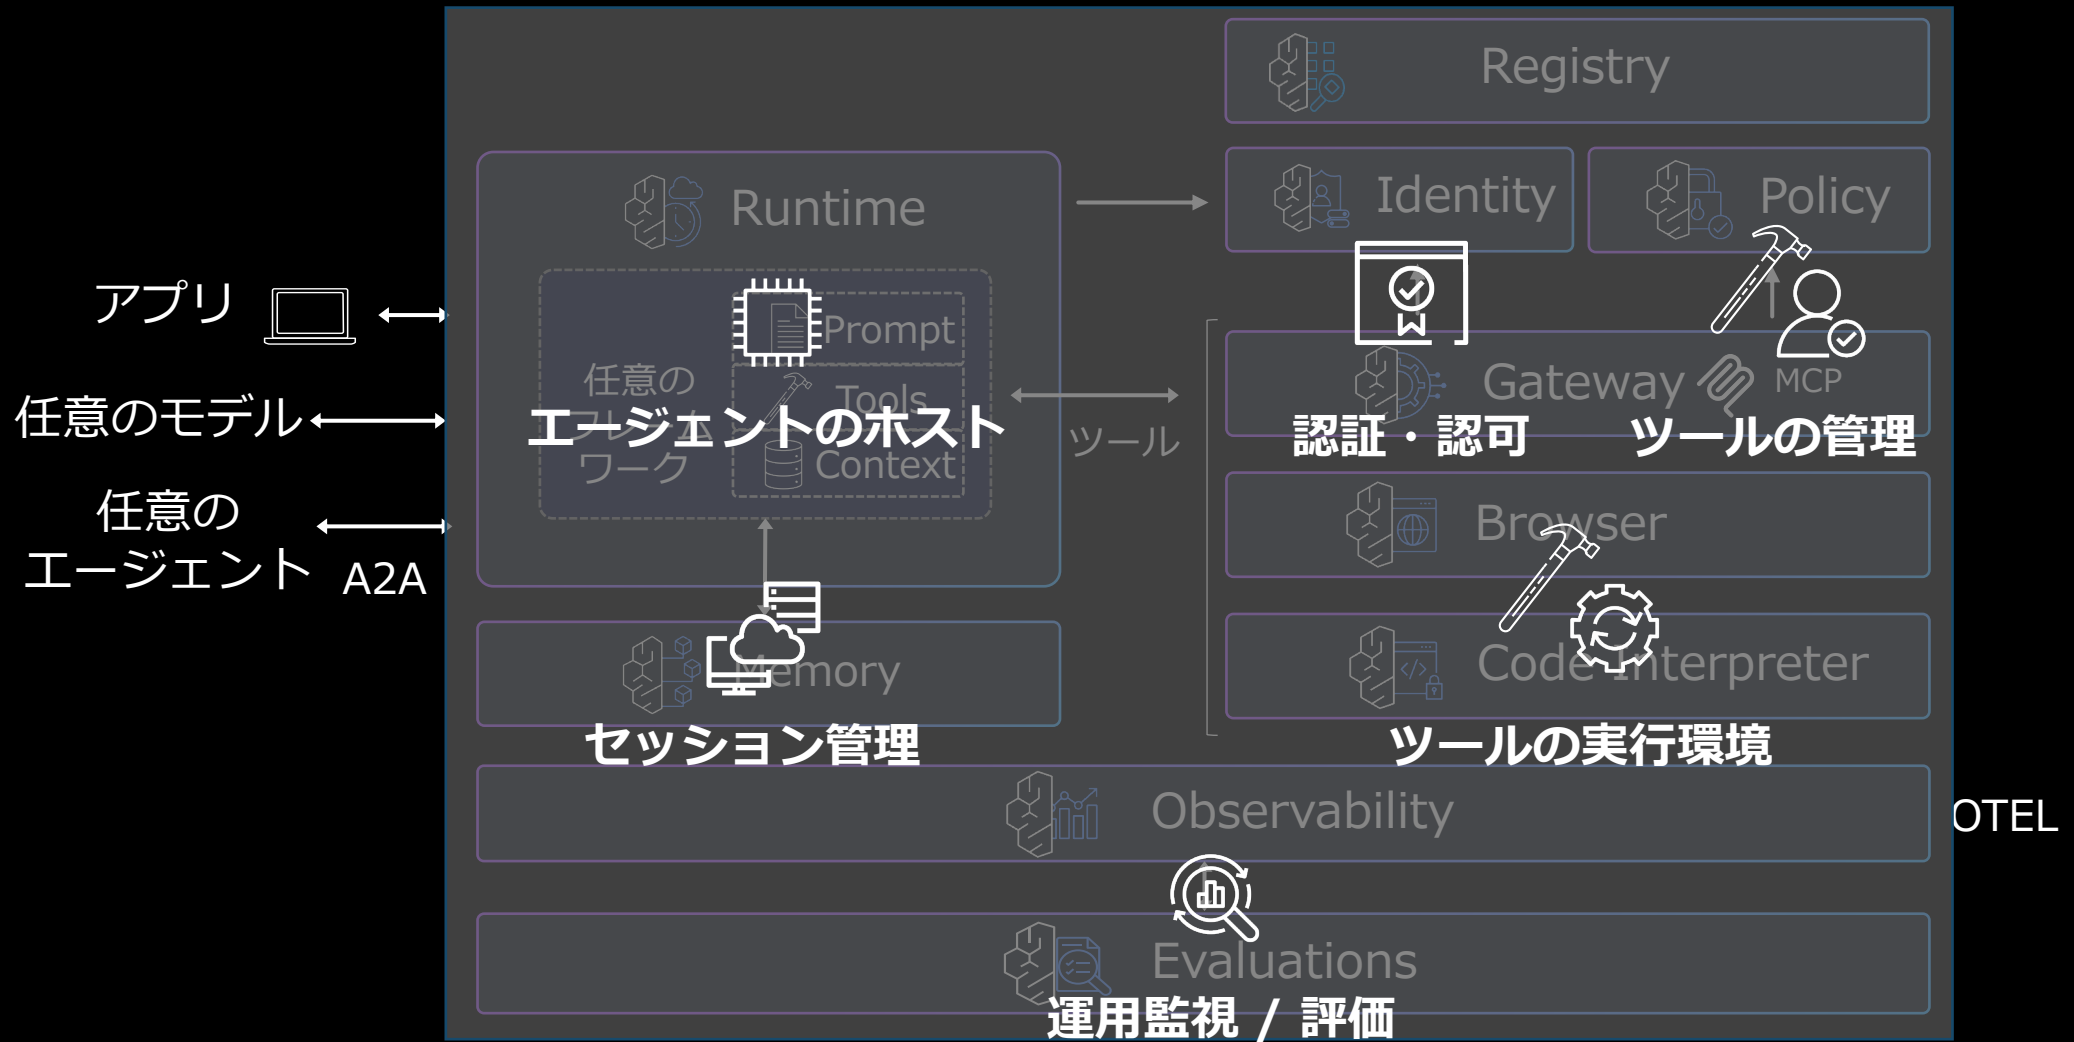 Registry
Runtime
Identity
Policy
アプリ
Prompt
任意の
フレーム
ワーク
Tools
Context
エージェントのホスト
ツール
Gateway
MCP
認証・認可
ツールの管理
任意のモデル
任意の
エージェント
A2A
Browser
Memory
Code Interpreter
セッション管理
ツールの実行環境
Observability
OTEL
Evaluations
運用監視 / 評価